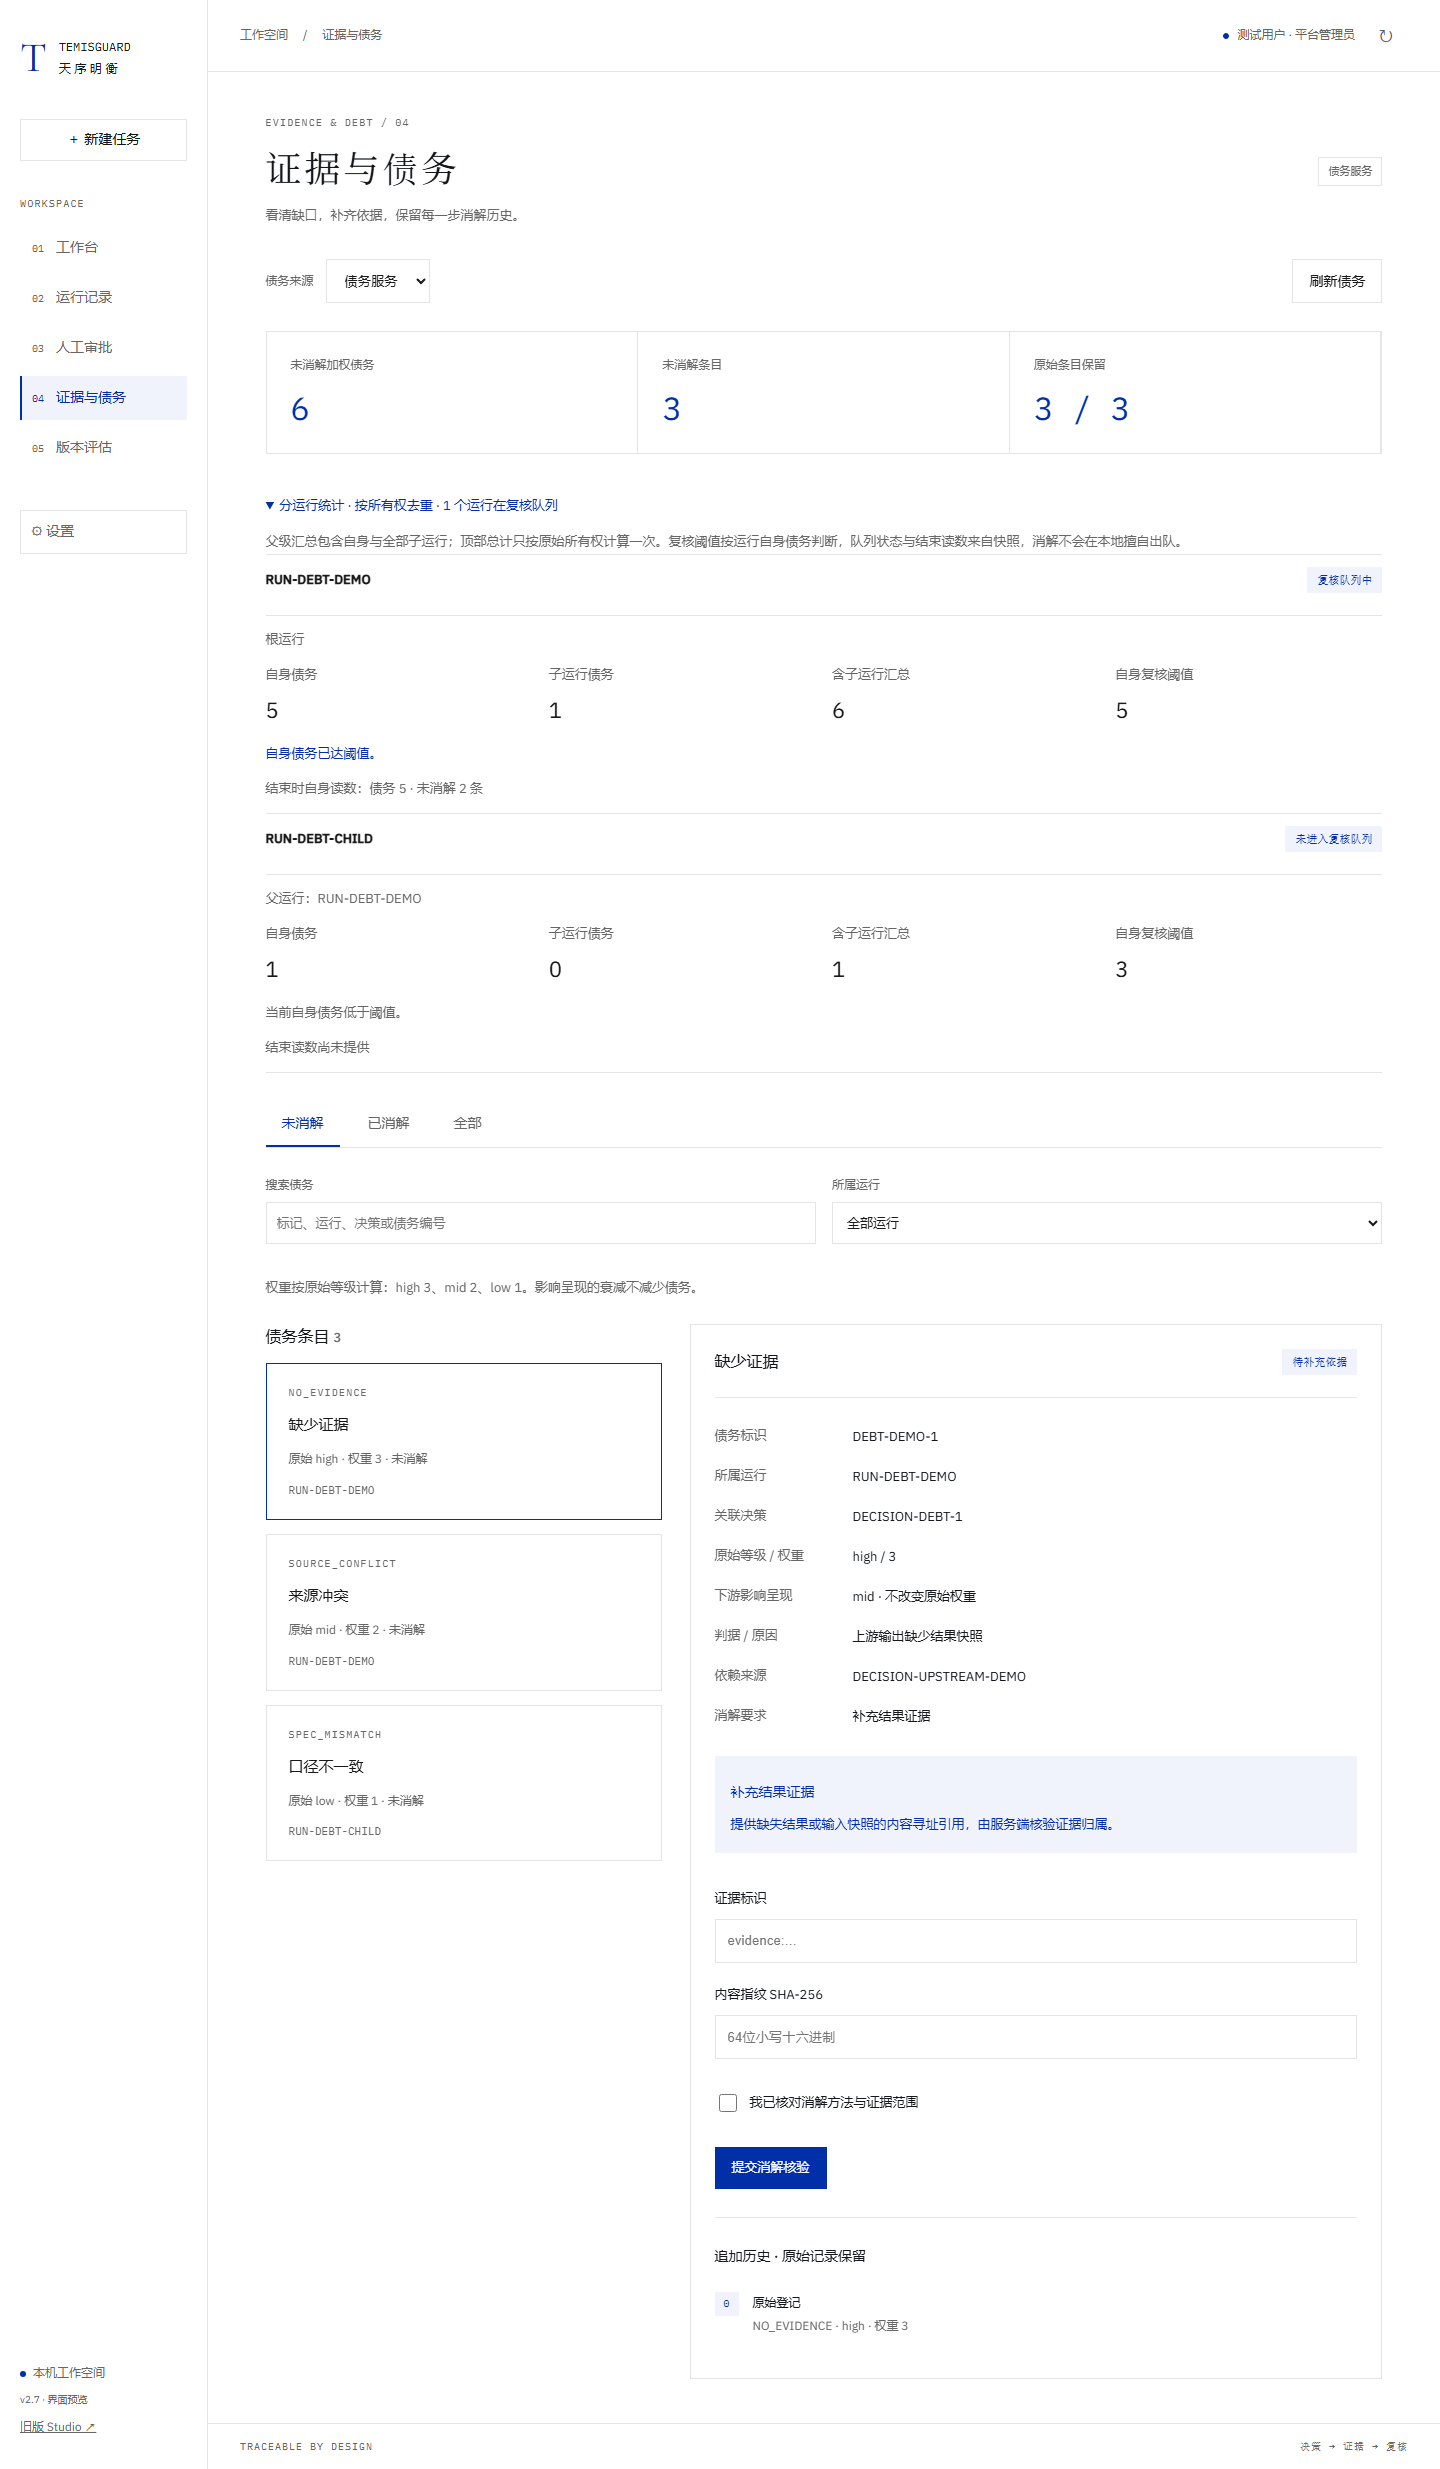 T
TEMISGUARD
天序明衡
+ 新建任务
WORKSPACE
01 工作台
02 运行记录
03 人工审批
04 证据与债务
05 版本评估
⚙ 设置
本机工作空间
v2.7 · 界面预览
旧版 Studio ↗
工作空间 / 证据与债务
测试用户 · 平台管理员 ↻
EVIDENCE & DEBT / 04
证据与债务
债务服务
看清缺口，补齐依据，保留每一步消解历史。
债务来源 债务服务
刷新债务
未消解加权债务
6
未消解条目
3
原始条目保留
3 / 3
▼ 分运行统计 · 按所有权去重 · 1 个运行在复核队列
父级汇总包含自身与全部子运行；顶部总计只按原始所有权计算一次。复核阈值按运行自身债务判断，队列状态与结束读数来自快照，消解不会在本地擅自出队。
RUN-DEBT-DEMO 复核队列中
根运行
自身债务 子运行债务 含子运行汇总 自身复核阈值
5 1 6 5
自身债务已达阈值。
结束时自身读数：债务 5 · 未消解 2 条
RUN-DEBT-CHILD 未进入复核队列
父运行：RUN-DEBT-DEMO
自身债务 子运行债务 含子运行汇总 自身复核阈值
1 0 1 3
当前自身债务低于阈值。
结束读数尚未提供
未消解 已消解 全部
搜索债务 所属运行
标记、运行、决策或债务编号 全部运行
权重按原始等级计算：high 3、mid 2、low 1。影响呈现的衰减不减少债务。
债务条目 3
NO_EVIDENCE
缺少证据
原始 high · 权重 3 · 未消解
RUN-DEBT-DEMO
SOURCE_CONFLICT
来源冲突
原始 mid · 权重 2 · 未消解
RUN-DEBT-DEMO
SPEC_MISMATCH
口径不一致
原始 low · 权重 1 · 未消解
RUN-DEBT-CHILD
缺少证据 待补充依据
债务标识 DEBT-DEMO-1
所属运行 RUN-DEBT-DEMO
关联决策 DECISION-DEBT-1
原始等级 / 权重 high / 3
下游影响呈现 mid · 不改变原始权重
判据 / 原因 上游输出缺少结果快照
依赖来源 DECISION-UPSTREAM-DEMO
消解要求 补充结果证据
补充结果证据
提供缺失结果或输入快照的内容寻址引用，由服务端核验证据归属。
证据标识
evidence:...
内容指纹 SHA-256
64位小写十六进制
我已核对消解方法与证据范围
提交消解核验
追加历史 · 原始记录保留
0 原始登记
NO_EVIDENCE · high · 权重 3
TRACEABLE BY DESIGN
决策 → 证据 → 复核